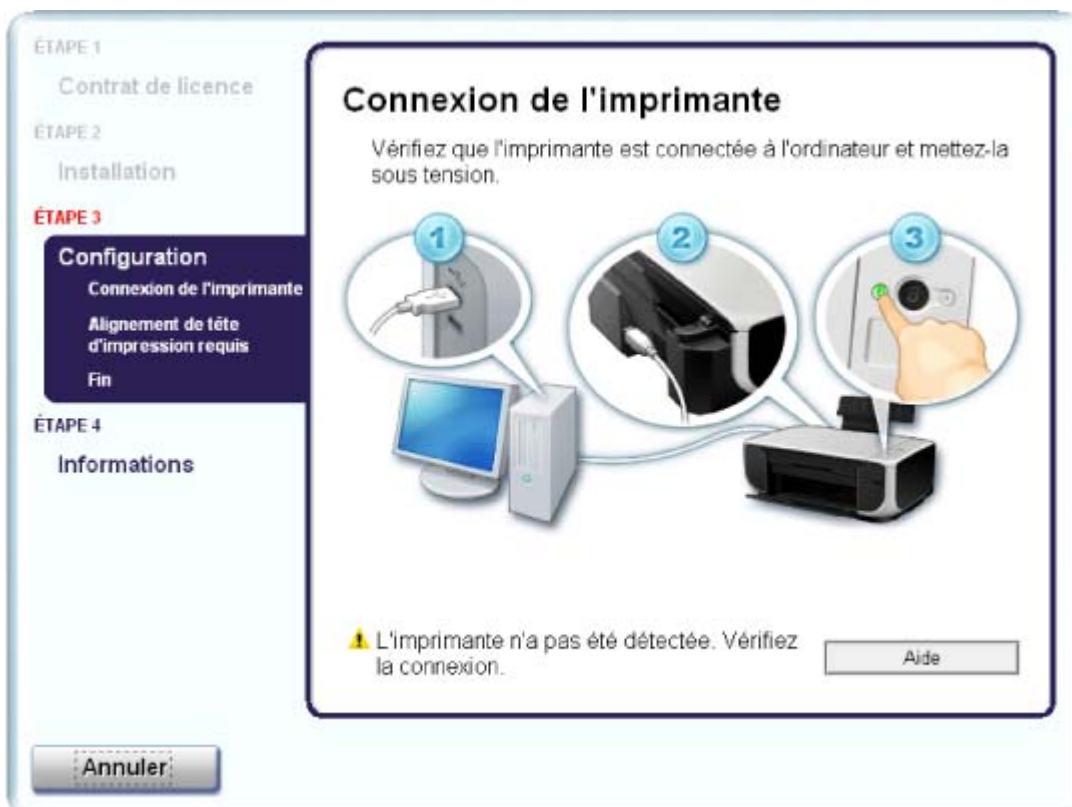 ÉTAPE 1
Contrat de licence
ÉTAPE 2
Installation
ÉTAPE 3
Configuration
Connexion de l'imprimante
Alignement de tête
d'impression requis
Fin
ÉTAPE 4
Informations
Connexion de l'imprimante
Vérifiez que l'imprimante est connectée à l'ordinateur et mettez-la
sous tension.
1
2
3
L'imprimante n'a pas été détectée. Vérifiez
la connexion.
Aide
Annuler